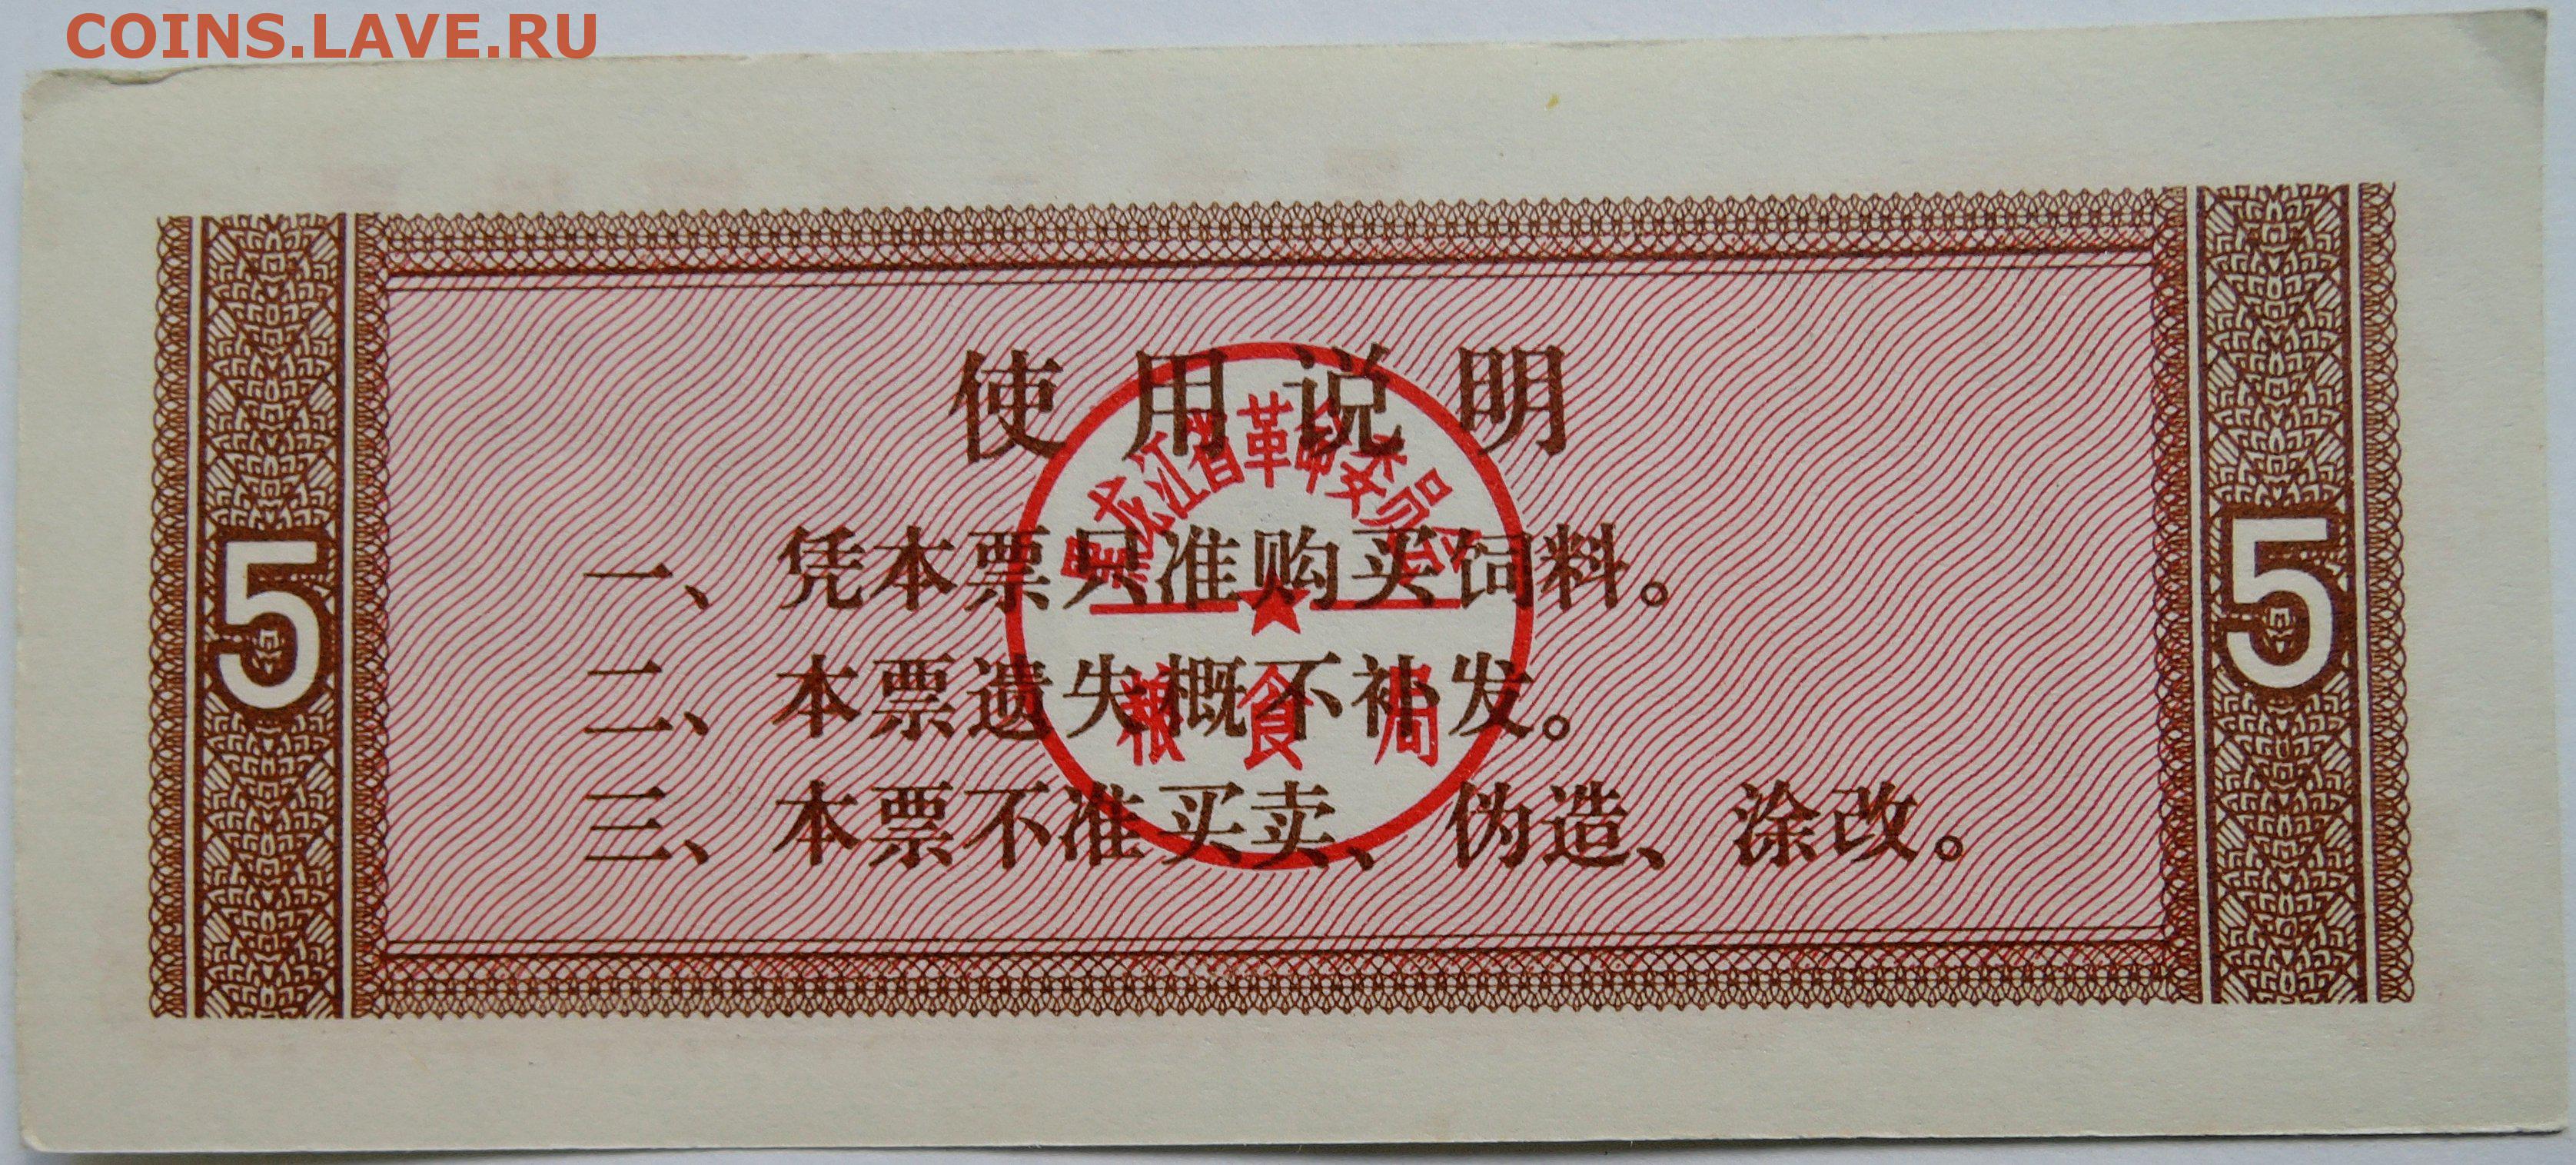 COINS.LAVE.RU
使用说明
黑龙江省革命委员会
一、凭本票只准购买饲料。
二、本票遗失概不补发。
粮食局
三、本票不准买卖、伪造、涂改。
5
5